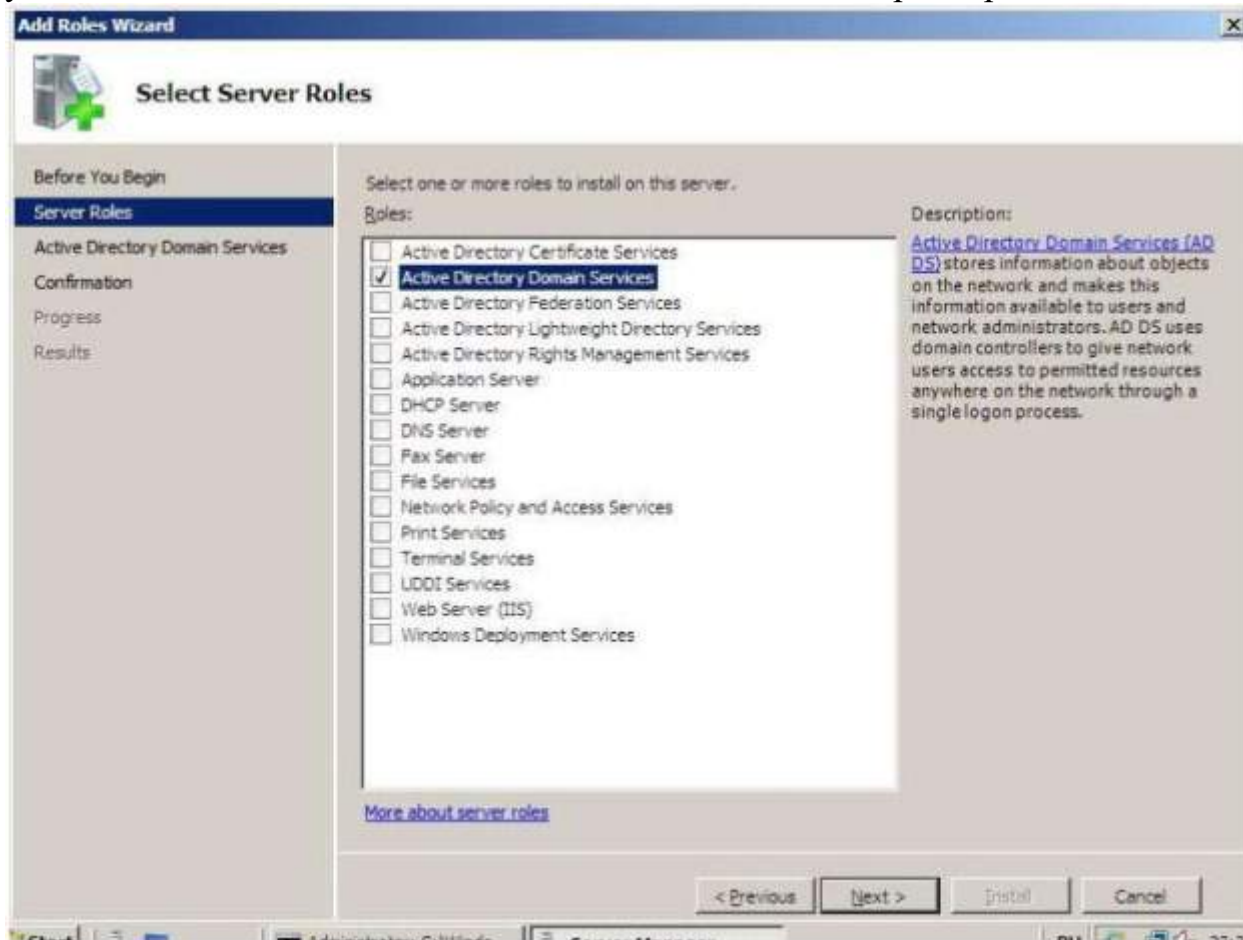 Add Roles Wizard
Select Server Roles
Before You Begin
Server Roles
Active Directory Domain Services
Confirmation
Progress
Results
Select one or more roles to install on this server.
Roles:
Active Directory Certificate Services
Active Directory Domain Services
Active Directory Federation Services
Active Directory Lightweight Directory Services
Active Directory Rights Management Services
Application Server
DHCP Server
DNS Server
Fax Server
File Services
Network Policy and Access Services
Print Services
Terminal Services
UDDI Services
Web Server (IIS)
Windows Deployment Services
More about server roles
Description:
Active Directory Domain Services (AD
DS) stores information about objects
on the network and makes this
information available to users and
network administrators. AD DS uses
domain controllers to give network
users access to permitted resources
anywhere on the network through a
single logon process.
< Previous
Next >
Install
Cancel